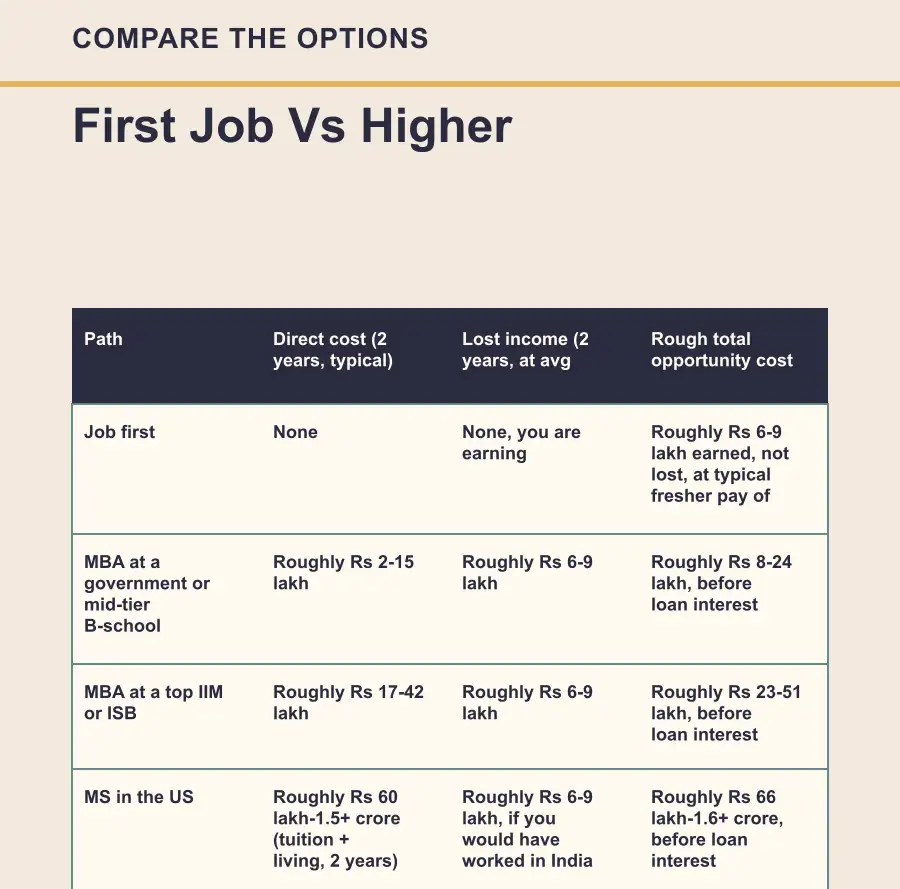 COMPARE THE OPTIONS
First Job Vs Higher
Path
Direct cost (2
years, typical)
Lost income (2
years, at avg
Rough total
opportunity cost
Job first
None
None, you are
earning
Roughly Rs 6-9
lakh earned, not
lost, at typical
fresher pay of
MBA at a
government or
mid-tier
B-school
Roughly Rs 2-15
lakh
Roughly Rs 6-9
lakh
Roughly Rs 8-24
lakh, before
loan interest
MBA at a top IIM
or ISB
Roughly Rs 17-42
lakh
Roughly Rs 6-9
lakh
Roughly Rs 23-51
lakh, before
loan interest
MS in the US
Roughly Rs 60
lakh-1.5+ crore
(tuition +
living, 2 years)
Roughly Rs 6-9
lakh, if you
would have
worked in India
Roughly Rs 66
lakh-1.6+ crore,
before loan
interest